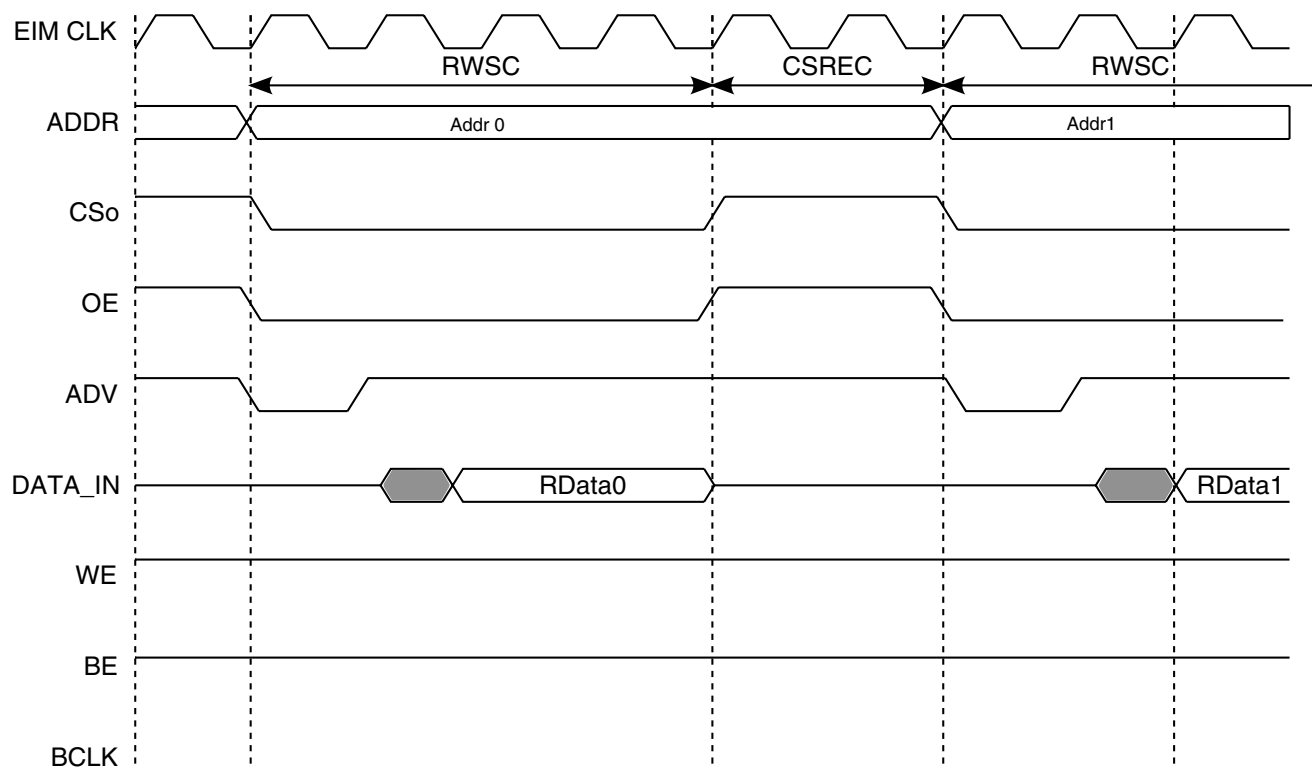 EIM CLK
RWSC CSREC RWSC
ADDR Addr 0 Addr1
CSo
OE
ADV
DATA_IN RData0 RData1
WE
BE
BCLK